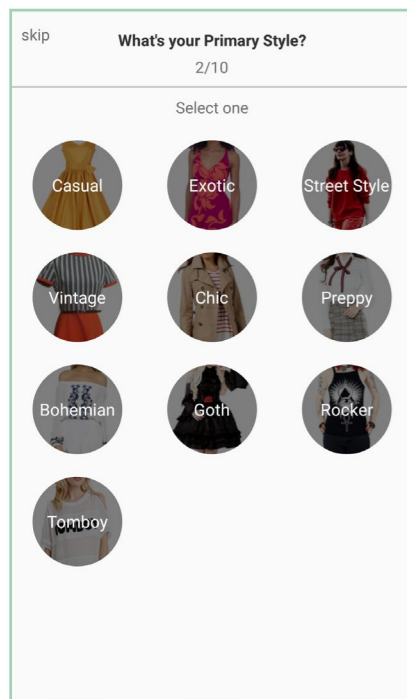 skip
What's your Primary Style?
2/10
Select one
Casual
Exotic
Street Style
Vintage
Chic
Preppy
Bohemian
Goth
Rocker
Tomboy